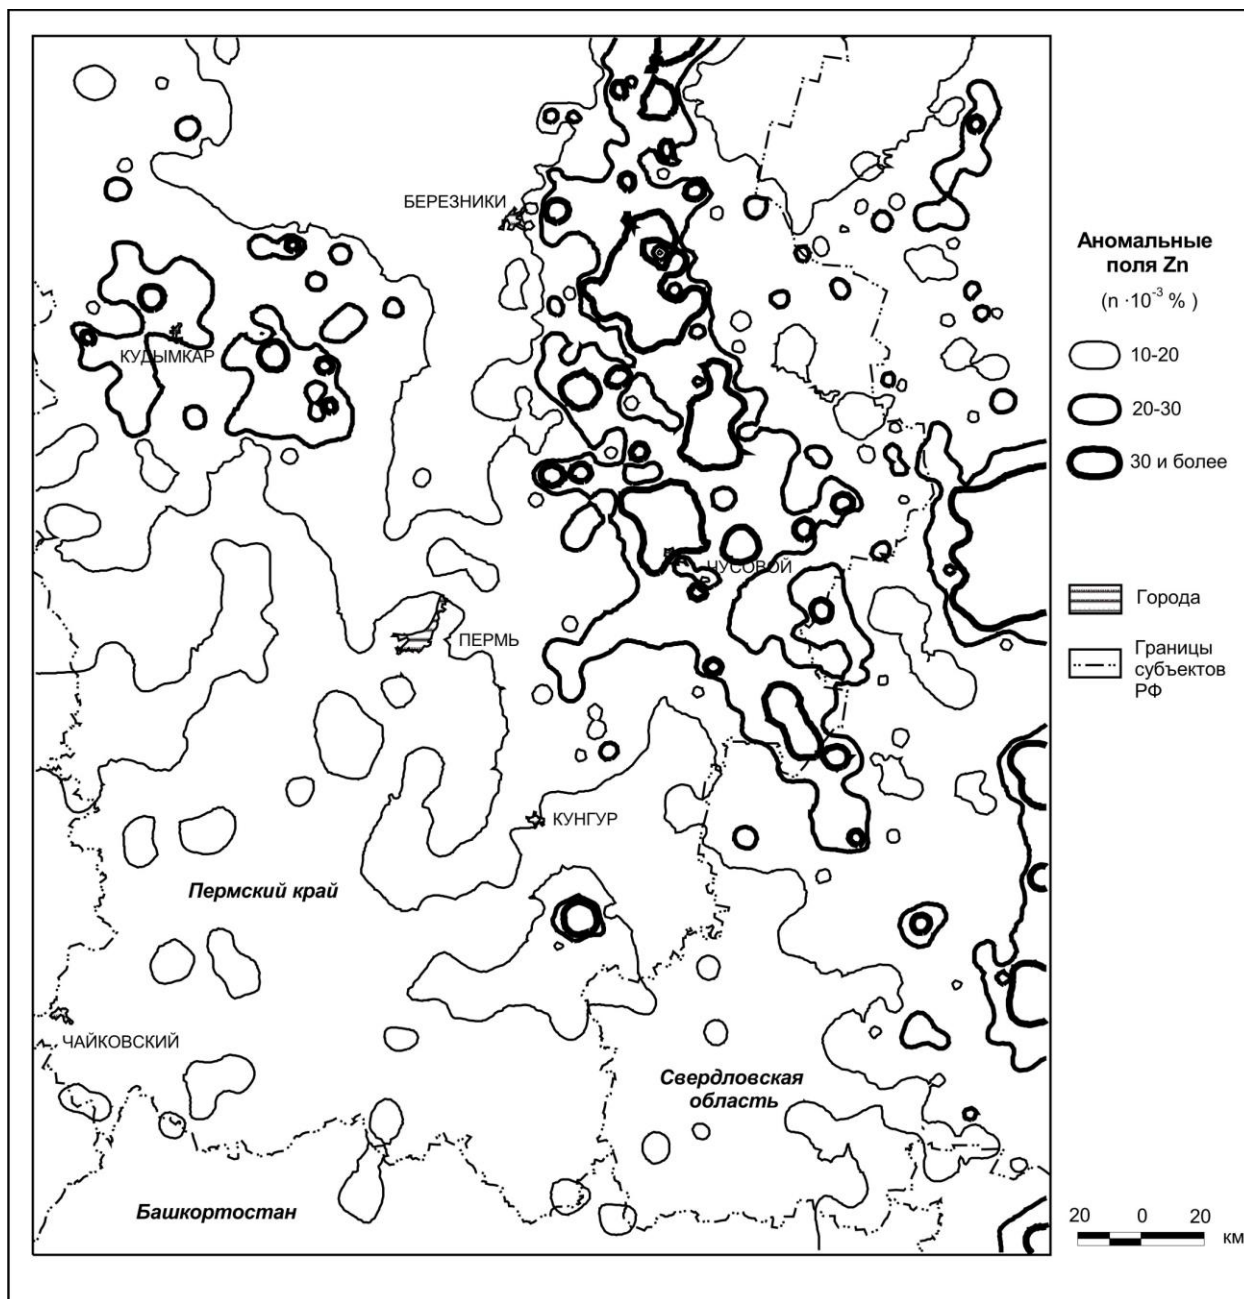 БЕРЕЗНИКИ
Аномальные
поля Zn
(n ·10⁻³ % )
КУДЫМКАР
10-20
20-30
30 и более
ЧУСОВОЙ
Города
ПЕРМЬ
Границы
субъектов
РФ
КУНГУР
Пермский край
ЧАЙКОВСКИЙ
Свердловская
область
Башкортостан
20 0 20
км